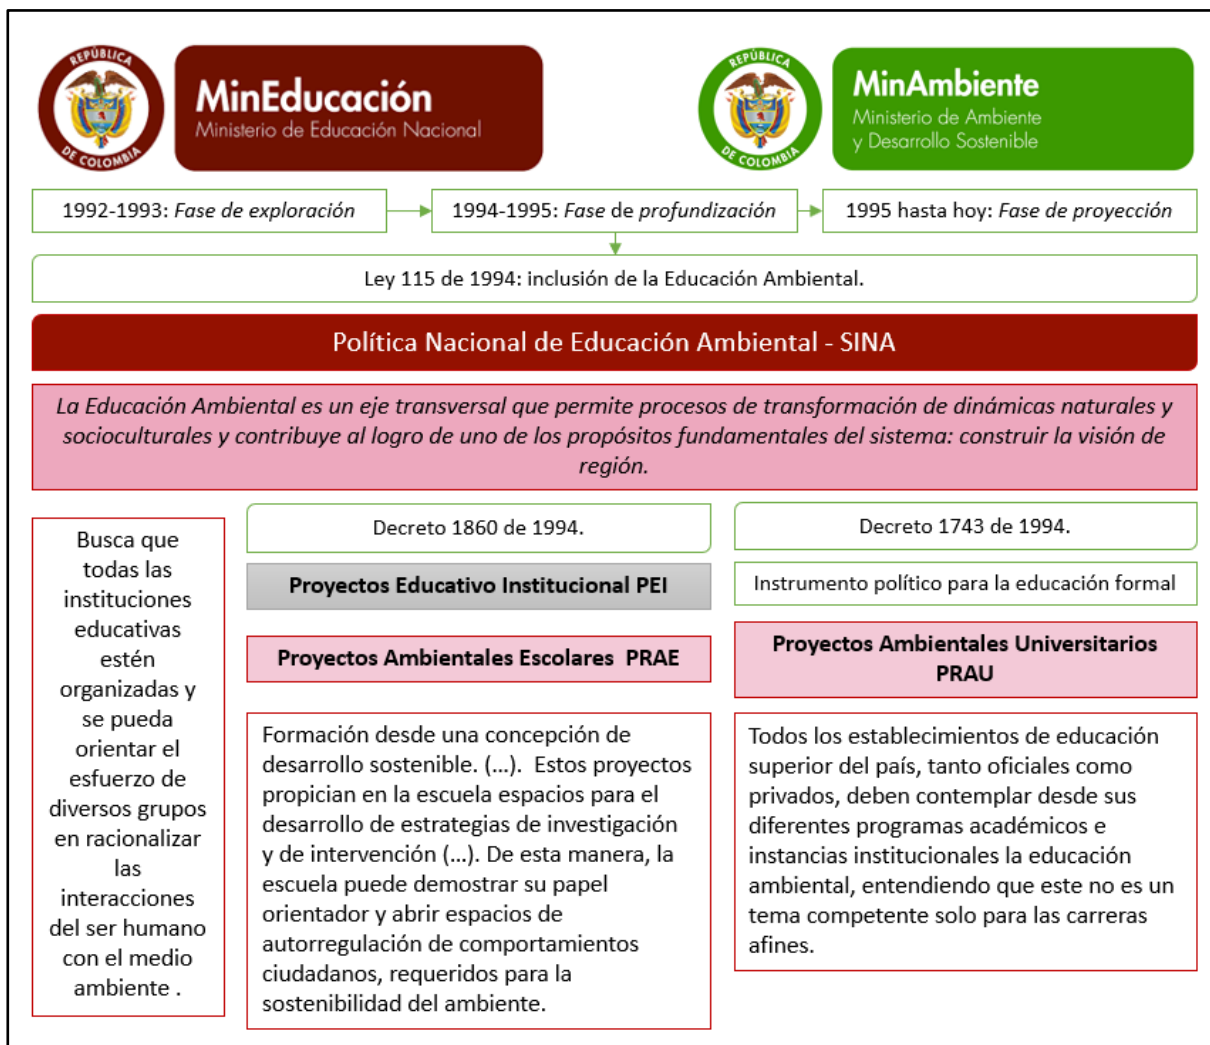 REPÚBLICA
DE COLOMBIA
MinEducación
Ministerio de Educación Nacional
REPÚBLICA
DE COLOMBIA
MinAmbiente
Ministerio de Ambiente
y Desarrollo Sostenible
1992-1993: Fase de exploración
1994-1995: Fase de profundización
1995 hasta hoy: Fase de proyección
Ley 115 de 1994: inclusión de la Educación Ambiental.
Política Nacional de Educación Ambiental - SINA
La Educación Ambiental es un eje transversal que permite procesos de transformación de dinámicas naturales y
socioculturales y contribuye al logro de uno de los propósitos fundamentales del sistema: construir la visión de
región.
Busca que
todas las
instituciones
educativas
estén
organizadas y
se pueda
orientar el
esfuerzo de
diversos grupos
en racionalizar
las
interacciones
del ser humano
con el medio
ambiente .
Decreto 1860 de 1994.
Proyectos Educativo Institucional PEI
Proyectos Ambientales Escolares PRAE
Formación desde una concepción de
desarrollo sostenible. (...). Estos proyectos
propician en la escuela espacios para el
desarrollo de estrategias de investigación
y de intervención (...). De esta manera, la
escuela puede demostrar su papel
orientador y abrir espacios de
autorregulación de comportamientos
ciudadanos, requeridos para la
sostenibilidad del ambiente.
Decreto 1743 de 1994.
Instrumento político para la educación formal
Proyectos Ambientales Universitarios
PRAU
Todos los establecimientos de educación
superior del país, tanto oficiales como
privados, deben contemplar desde sus
diferentes programas académicos e
instancias institucionales la educación
ambiental, entendiendo que este no es un
tema competente solo para las carreras
afines.